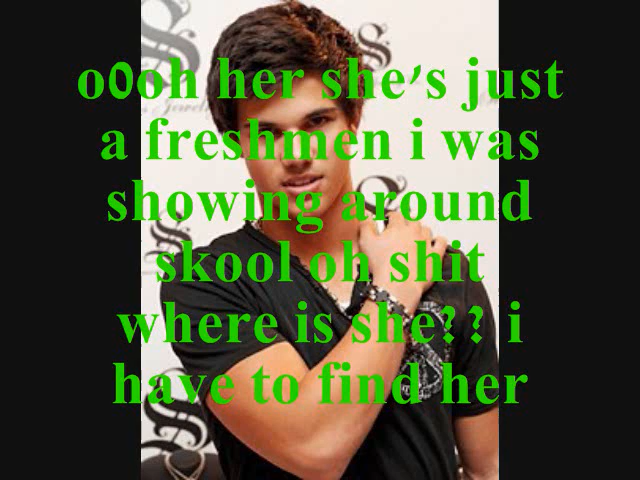 o0oh her she's just
a freshmen i was
showing around
skool oh shit
where is she?? i
have to find her